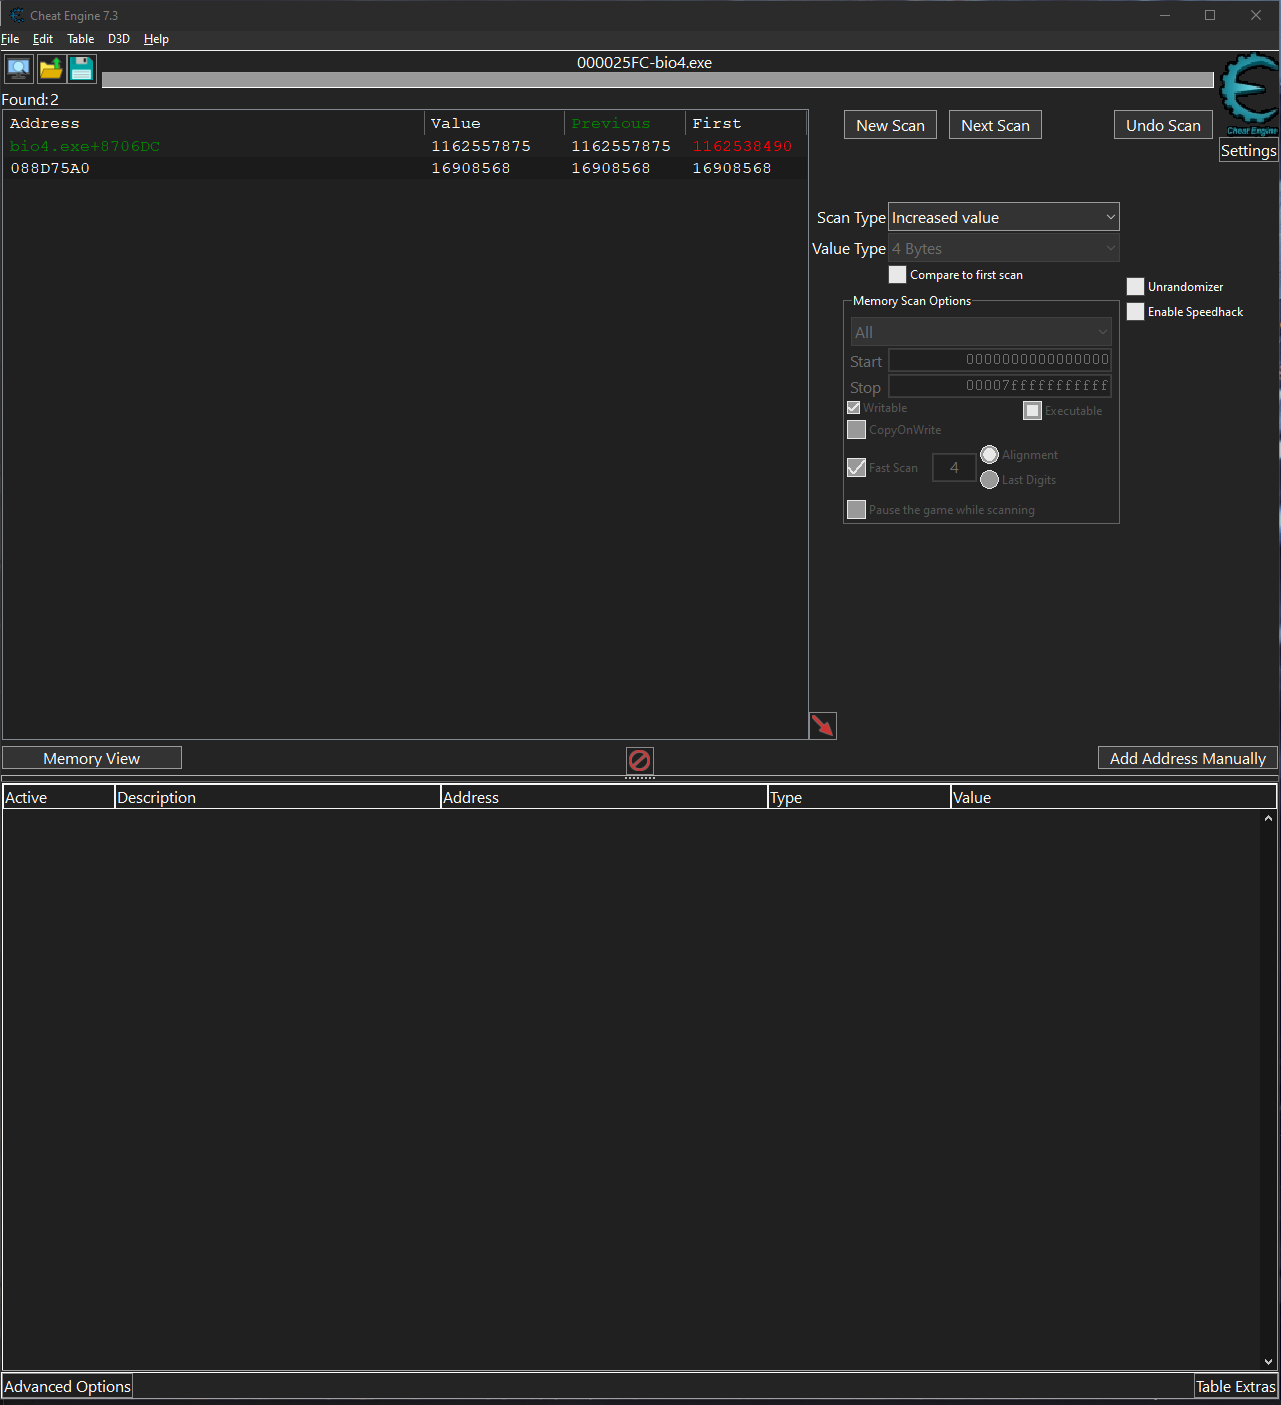 Cheat Engine 7.3
File Edit Table D3D Help
000025FC-bio4.exe
Found:2
Address Value Previous First
bio4.exe+8706DC 1162557875 1162557875 1162538490
088D75A0 16908568 16908568 16908568
New Scan Next Scan Undo Scan
Cheat Engine
Settings
Scan Type Increased value
Value Type 4 Bytes
Compare to first scan
Unrandomizer
Enable Speedhack
Memory Scan Options
All
Start 0000000000000000
Stop 00007fffffffffff
Writable Executable
CopyOnWrite
Fast Scan 4 Alignment
Last Digits
Pause the game while scanning
Memory View Add Address Manually
Active Description Address Type Value
Advanced Options Table Extras